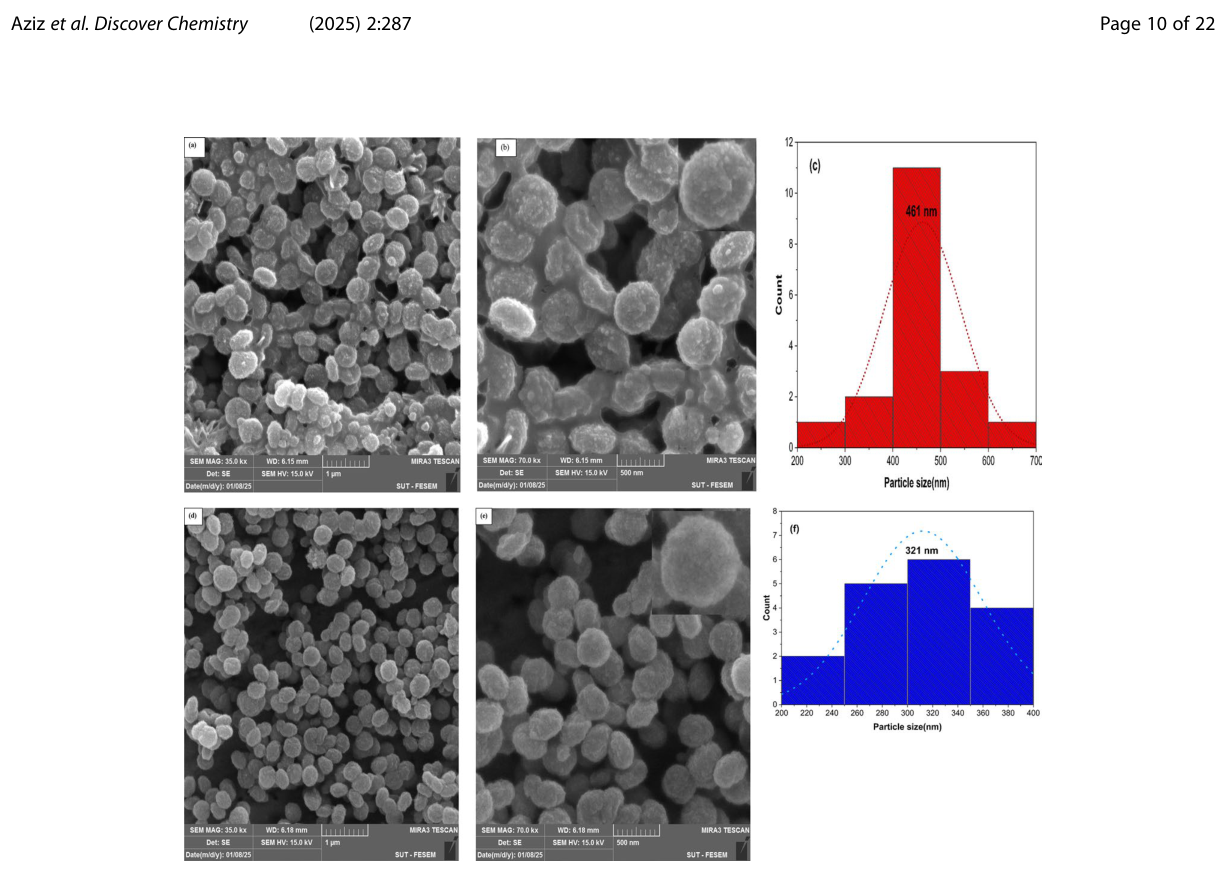 Aziz et al. Discover Chemistry (2025) 2:287 Page 10 of 22
(a)
SEM MAG: 35.0 kx WD: 6.15 mm MIRA3 TESCAN
Det: SE SEM HV: 15.0 kV 1 µm
Date(m/d/y): 01/08/25 SUT - FESEM
(b)
SEM MAG: 70.0 kx WD: 6.15 mm MIRA3 TESCAN
Det: SE SEM HV: 15.0 kV 500 nm
Date(m/d/y): 01/08/25 SUT - FESEM
(c)
461 nm
Count
12
10
8
6
4
2
0
200 300 400 500 600 700
Particle size(nm)
(d)
SEM MAG: 35.0 kx WD: 6.18 mm MIRA3 TESCAN
Det: SE SEM HV: 15.0 kV 1 µm
Date(m/d/y): 01/08/25 SUT - FESEM
(e)
SEM MAG: 70.0 kx WD: 6.18 mm MIRA3 TESCAN
Det: SE SEM HV: 15.0 kV 500 nm
Date(m/d/y): 01/08/25 SUT - FESEM
(f)
321 nm
Count
8
7
6
5
4
3
2
1
0
200 220 240 260 280 300 320 340 360 380 400
Particle size(nm)